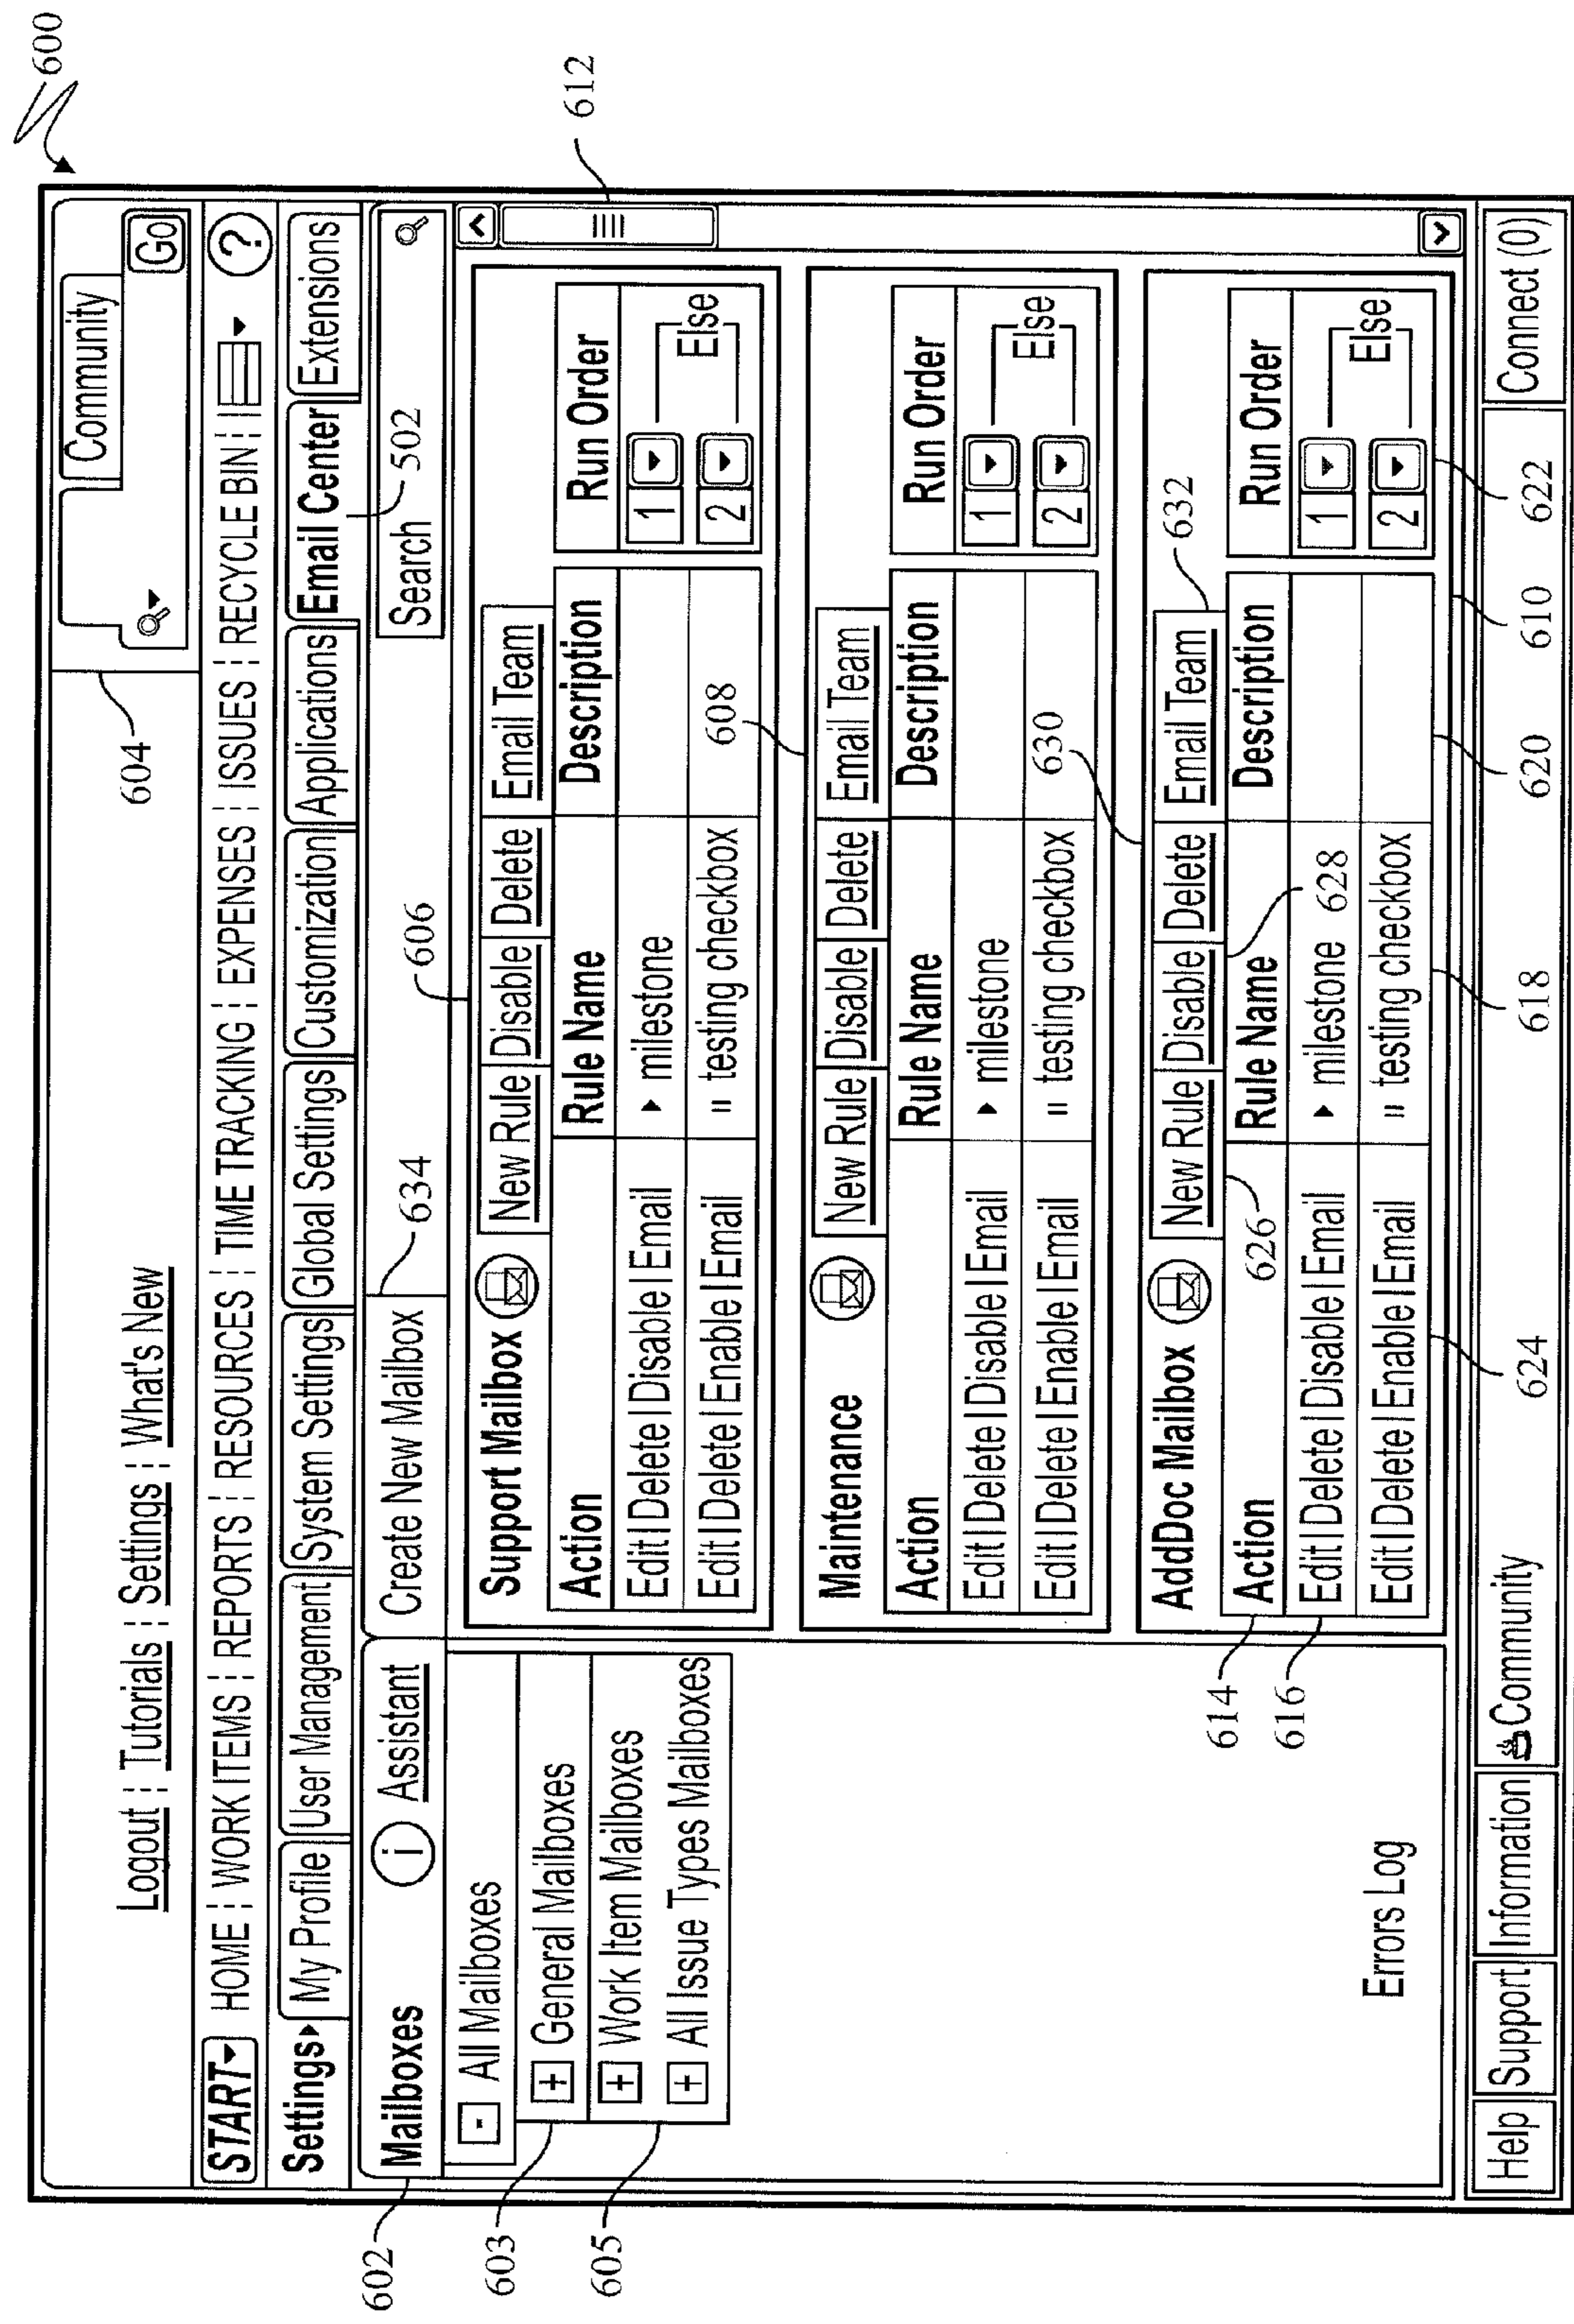 600
Community
Go
604
Logout ¦ Tutorials ¦ Settings ¦ What's New
START HOME ¦ WORK ITEMS ¦ REPORTS ¦ RESOURCES ¦ TIME TRACKING ¦ EXPENSES ¦ ISSUES ¦ RECYCLE BIN ¦ ?
Settings My Profile User Management System Settings Global Settings Customization Applications Email Center Extensions
602
Mailboxes i Assistant
Create New Mailbox 634 606 Search 502
612
- All Mailboxes
603
+ General Mailboxes
605
+ Work Item Mailboxes
+ All Issue Types Mailboxes
Errors Log
Support Mailbox New Rule Disable Delete Email Team
Action Rule Name Description Run Order
Edit | Delete | Disable | Email milestone 1
Else
Edit | Delete | Enable | Email " testing checkbox 2
608
Maintenance New Rule Disable Delete Email Team
Action Rule Name Description Run Order
Edit | Delete | Disable | Email milestone 1
Else
Edit | Delete | Enable | Email " testing checkbox 2
630
632
AddDoc Mailbox New Rule Disable Delete Email Team
614
626
Action Rule Name Description Run Order
628
616
Edit | Delete | Disable | Email milestone 1
Else
Edit | Delete | Enable | Email " testing checkbox 2
Help Support Information Community Connect (0)
624 618 620 610 622